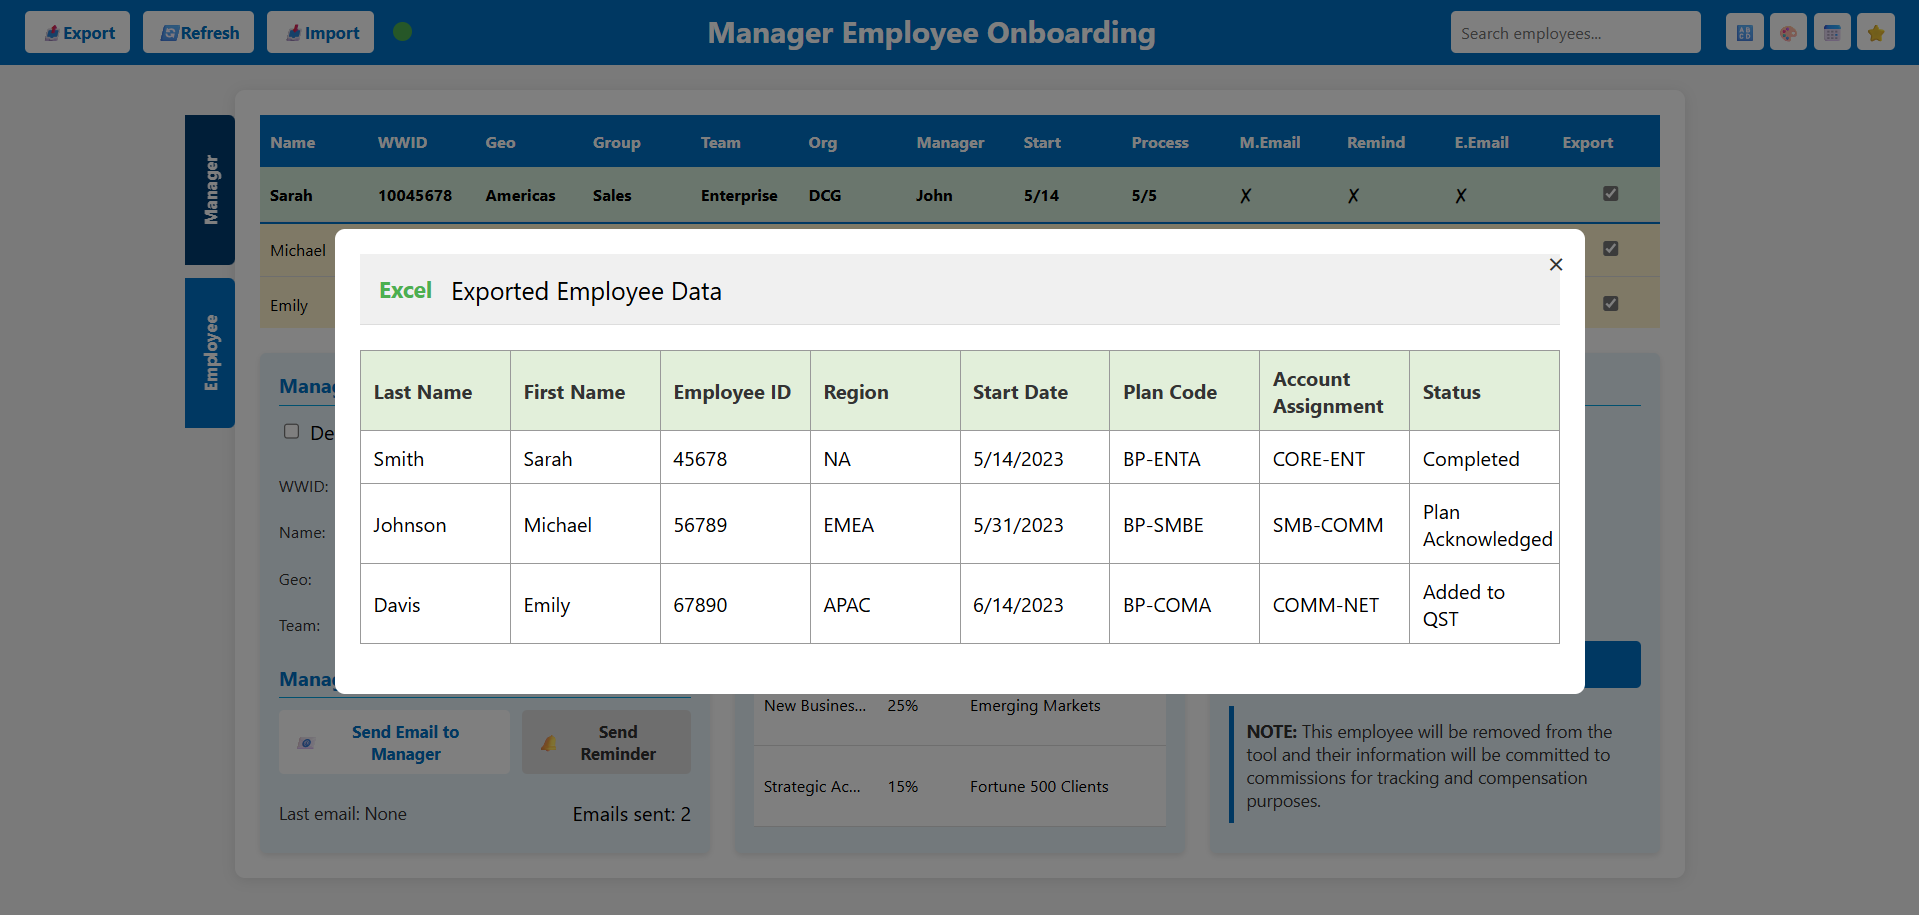 Export Refresh Import Manager Employee Onboarding Search employees...
Name WWID Geo Group Team Org Manager Start Process M.Email Remind E.Email Export
Manager
Sarah 10045678 Americas Sales Enterprise DCG John 5/14 5/5 ✗ ✗ ✗
Michael
Emily
Employee
Excel Exported Employee Data ×
Last Name First Name Employee ID Region Start Date Plan Code Account Assignment Status
Smith Sarah 45678 NA 5/14/2023 BP-ENTA CORE-ENT Completed
Johnson Michael 56789 EMEA 5/31/2023 BP-SMBE SMB-COMM Plan Acknowledged
Davis Emily 67890 APAC 6/14/2023 BP-COMA COMM-NET Added to QST
Manag
De
WWID:
Name:
Geo:
Team:
Manag
Send Email to
Manager
Send
Reminder
Last email: None Emails sent: 2
New Busines... 25% Emerging Markets
Strategic Ac... 15% Fortune 500 Clients
NOTE: This employee will be removed from the
tool and their information will be committed to
commissions for tracking and compensation
purposes.